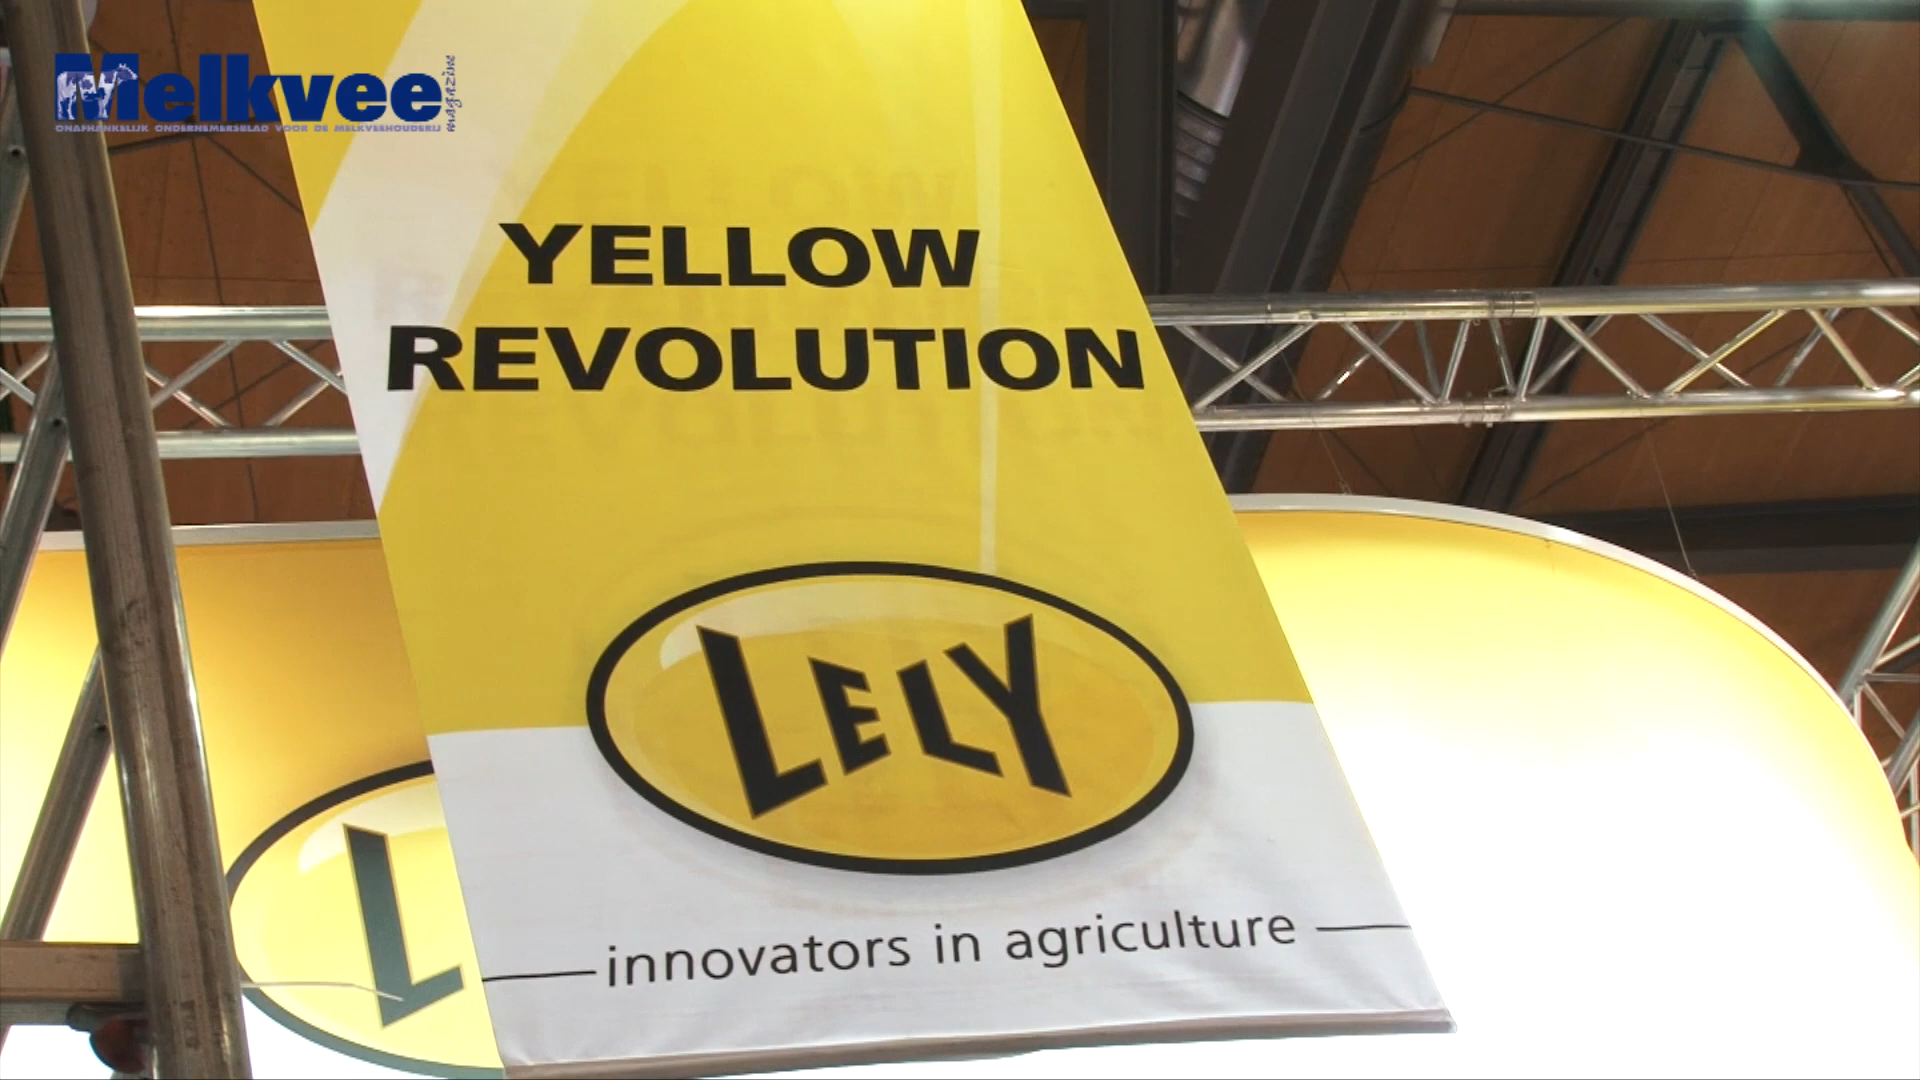 Melkvee
magazine
ONAFHANKELIJK ONDERNEMERSBLAD VOOR DE MELKVEEHOUDERIJ
YELLOW
REVOLUTION
LELY
innovators in agriculture
L